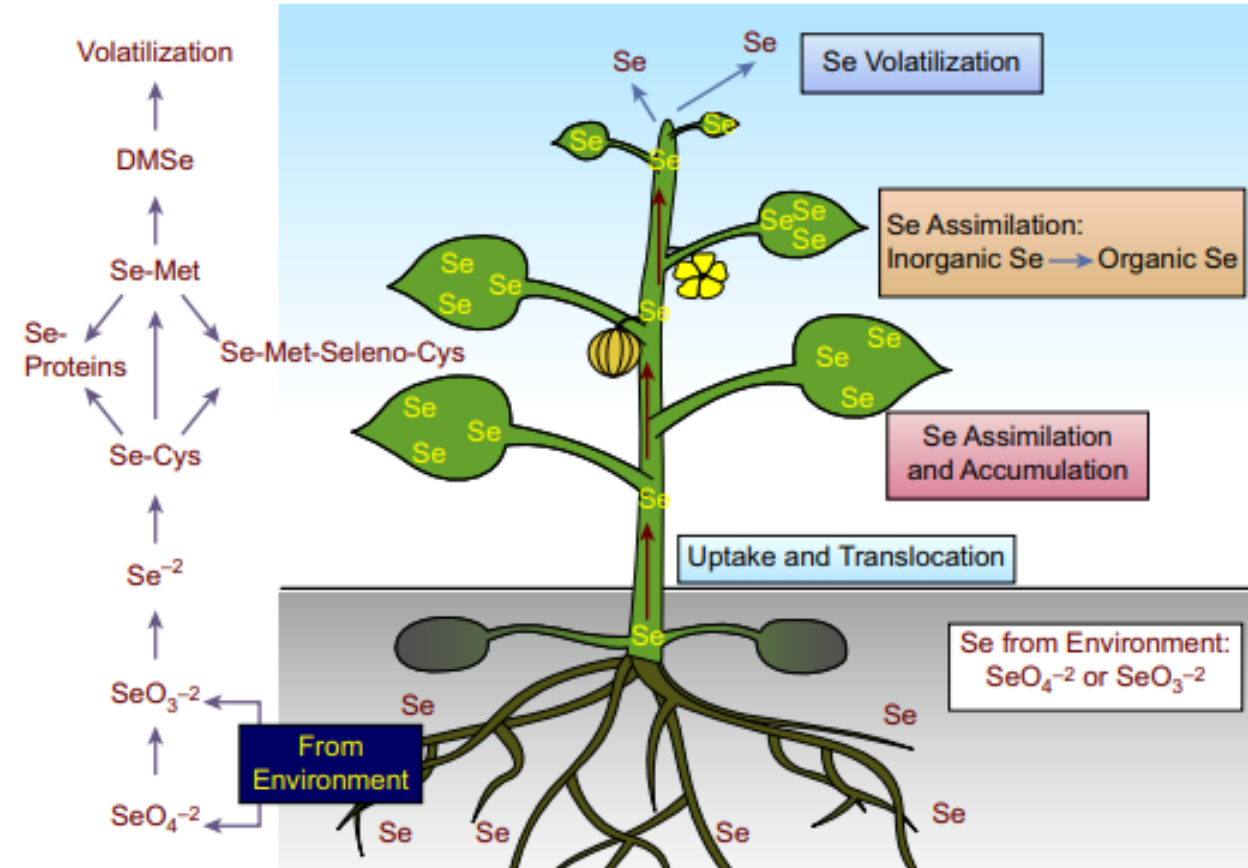 Volatilization
DMSe
Se-Met
Se-
Proteins
Se-Met-Seleno-Cys
Se-Cys
Se⁻²
SeO₃⁻²
SeO₄⁻²
From
Environment
Se
Se
Se Volatilization
Se
Se
Se
Se
Se
Se
Se Assimilation:
Inorganic Se → Organic Se
Se
Se
Se
Se
Se
Se
Se
Se
Se
Se
Se
Se Assimilation
and Accumulation
Se
Uptake and Translocation
Se
Se from Environment:
SeO₄⁻² or SeO₃⁻²
Se
Se
Se
Se
Se
Se